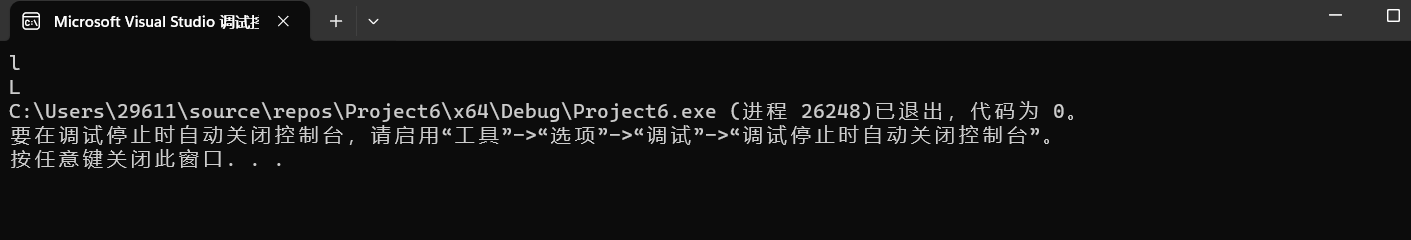 Microsoft Visual Studio 调试
l
L
C:\Users\29611\source\repos\Project6\x64\Debug\Project6.exe (进程 26248)已退出，代码为 0。
要在调试停止时自动关闭控制台，请启用“工具”->“选项”->“调试”->“调试停止时自动关闭控制台”。
按任意键关闭此窗口. . .